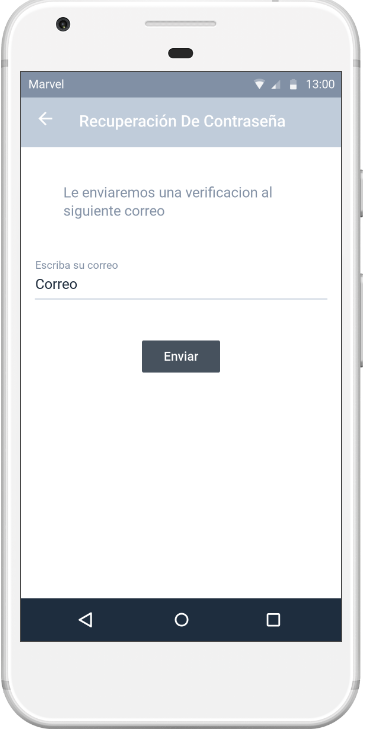 Marvel 13:00
Recuperación De Contraseña
Le enviaremos una verificacion al
siguiente correo
Escriba su correo
Correo
Enviar